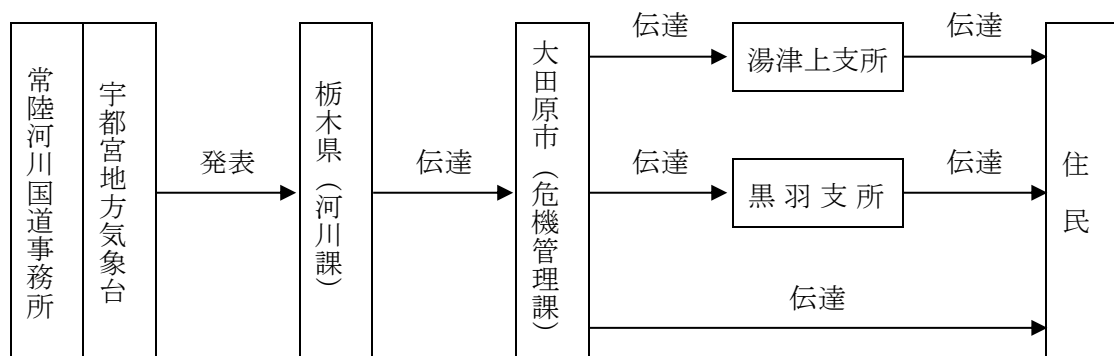 常陸河川国道事務所
宇都宮地方気象台
発表
栃木県（河川課）
伝達
大田原市（危機管理課）
伝達
湯津上支所
伝達
伝達
黒羽支所
伝達
伝達
住民